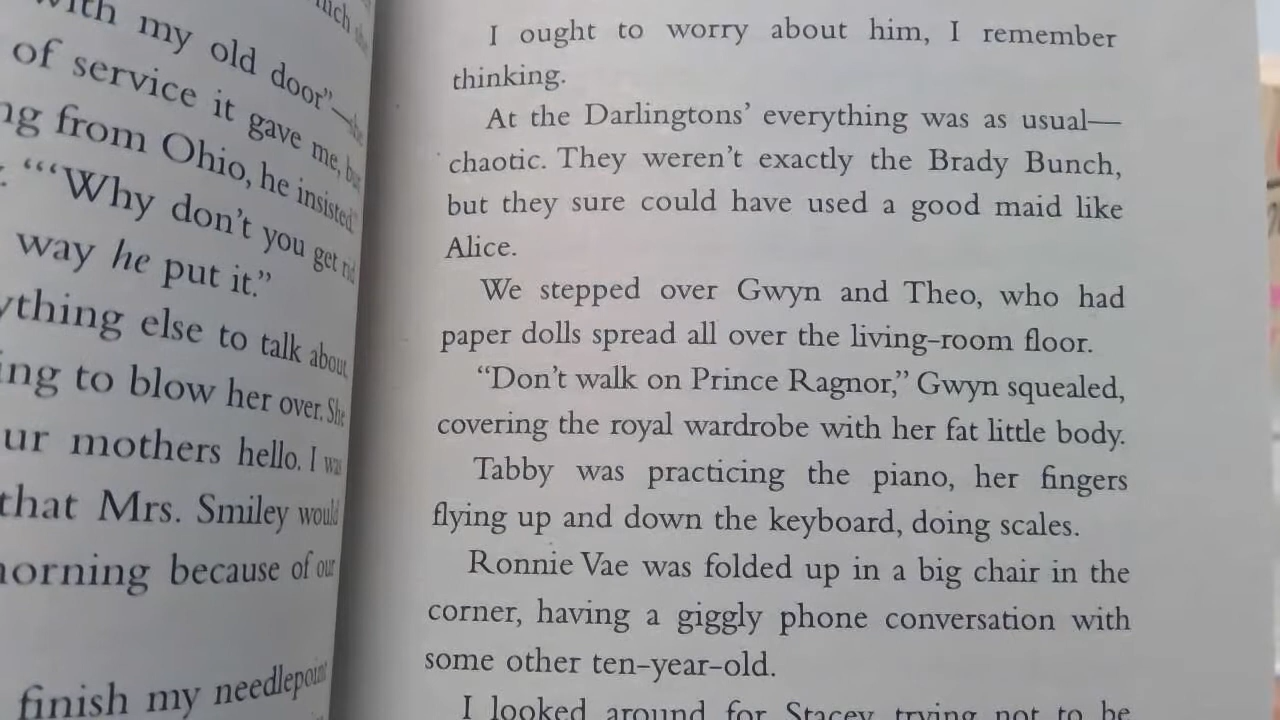 with my old door”—she
of service it gave me, but
ng from Ohio, he insisted
“‘Why don’t you get rid
way he put it.”
ything else to talk about.
ing to blow her over. She
ur mothers hello. I was
that Mrs. Smiley would
orning because of our
finish my needlepoint
I ought to worry about him, I remember
thinking.
At the Darlingtons’ everything was as usual—
chaotic. They weren’t exactly the Brady Bunch,
but they sure could have used a good maid like
Alice.
We stepped over Gwyn and Theo, who had
paper dolls spread all over the living-room floor.
“Don’t walk on Prince Ragnor,” Gwyn squealed,
covering the royal wardrobe with her fat little body.
Tabby was practicing the piano, her fingers
flying up and down the keyboard, doing scales.
Ronnie Vae was folded up in a big chair in the
corner, having a giggly phone conversation with
some other ten-year-old.
I looked around for Stacey, trying not to be